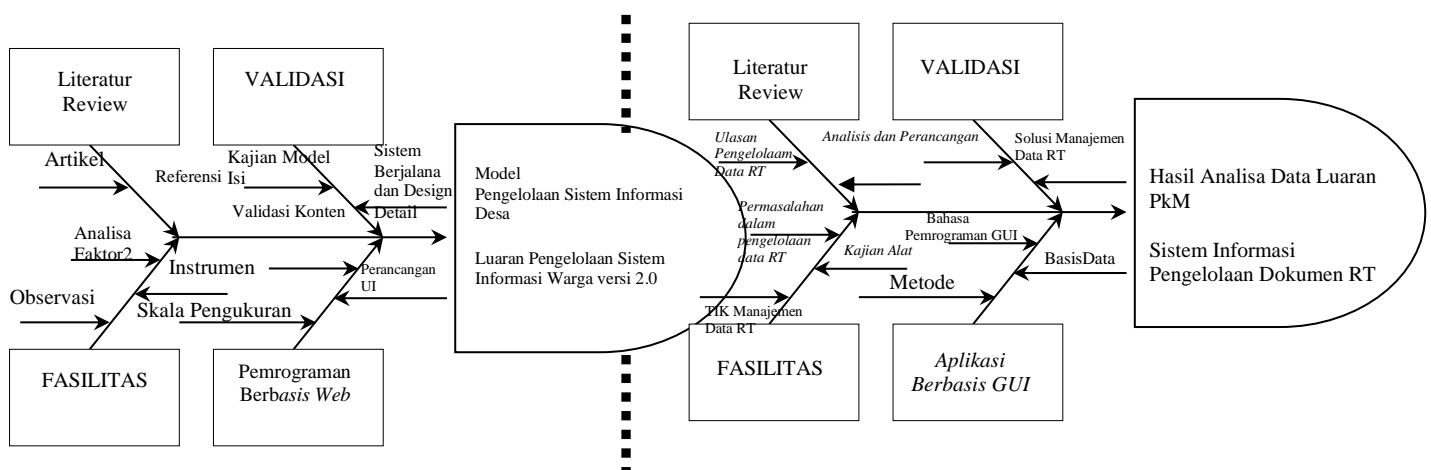 Literatur
Review
VALIDASI
Artikel
Referensi
Kajian Model
Isi
Validasi Konten
Sistem
Berjalana
dan Design
Detail
Analisa
Faktor2
Instrumen
Observasi
Skala Pengukuran
Perancangan
UI
FASILITAS
Pemrograman
Berbasis Web
Model
Pengelolaan Sistem Informasi
Desa
Luaran Pengelolaan Sistem
Informasi Warga versi 2.0
Literatur
Review
VALIDASI
Ulasan
Pengelolaam
Data RT
Analisis dan Perancangan
Solusi Manajemen
Data RT
Permasalahan
dalam
pengelolaan
data RT
Kajian Alat
Bahasa
Pemrograman GUI
BasisData
Metode
TIK Manajemen
Data RT
FASILITAS
Aplikasi
Berbasis GUI
Hasil Analisa Data Luaran
PkM
Sistem Informasi
Pengelolaan Dokumen RT